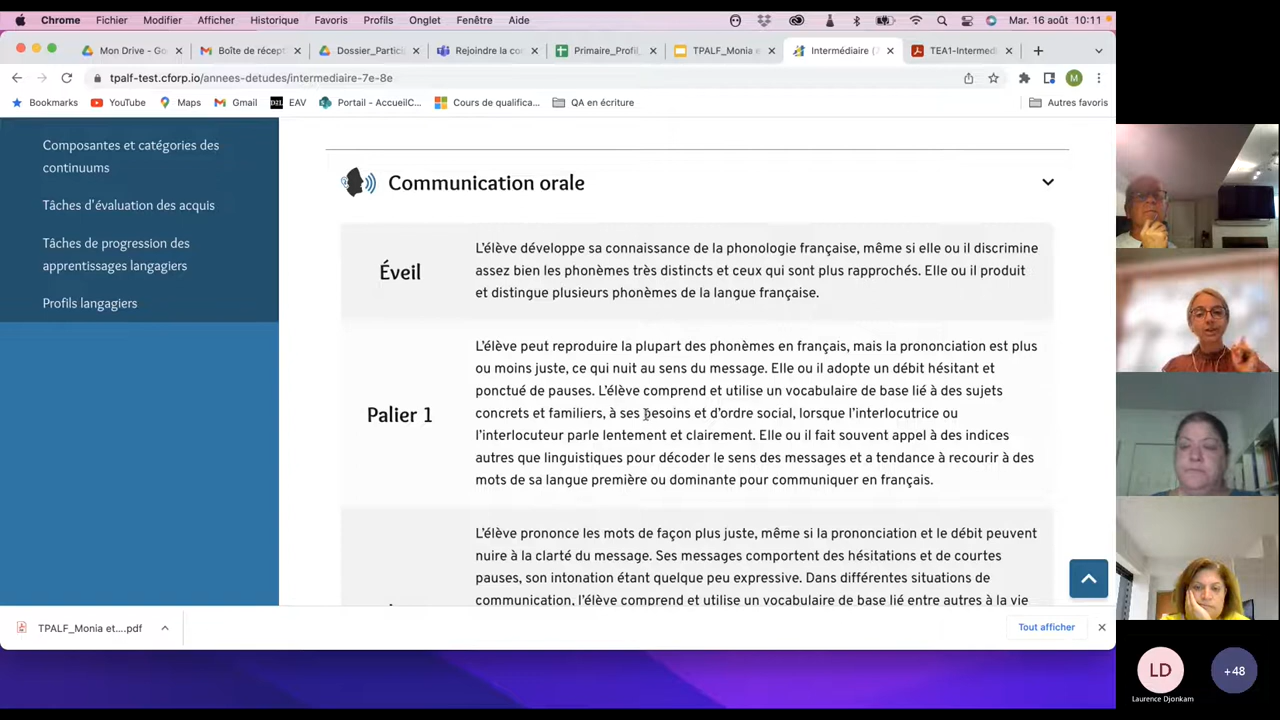 Chrome Fichier Modifier Afficher Historique Favoris Profils Onglet Fenêtre Aide Mar. 16 août 10:11
Mon Drive - Go Boîte de récept Dossier_Partici Rejoindre la co Primaire_Profil_ TPALF_Monia e Intermédiaire (A TEA1-Intermed
tpalf-test.cforp.io/annees-detudes/intermediaire-7e-8e M
Bookmarks YouTube Maps Gmail D2L EAV Portail - AccueilC... Cours de qualifica... QA en écriture Autres favoris
Composantes et catégories des
continuums
Tâches d'évaluation des acquis
Tâches de progression des
apprentissages langagiers
Profils langagiers
Communication orale
Éveil
L'élève développe sa connaissance de la phonologie française, même si elle ou il discrimine
assez bien les phonèmes très distincts et ceux qui sont plus rapprochés. Elle ou il produit
et distingue plusieurs phonèmes de la langue française.
Palier 1
L'élève peut reproduire la plupart des phonèmes en français, mais la prononciation est plus
ou moins juste, ce qui nuit au sens du message. Elle ou il adopte un débit hésitant et
ponctué de pauses. L'élève comprend et utilise un vocabulaire de base lié à des sujets
concrets et familiers, à ses besoins et d'ordre social, lorsque l'interlocutrice ou
l'interlocuteur parle lentement et clairement. Elle ou il fait souvent appel à des indices
autres que linguistiques pour décoder le sens des messages et a tendance à recourir à des
mots de sa langue première ou dominante pour communiquer en français.
L'élève prononce les mots de façon plus juste, même si la prononciation et le débit peuvent
nuire à la clarté du message. Ses messages comportent des hésitations et de courtes
pauses, son intonation étant quelque peu expressive. Dans différentes situations de
communication, l'élève comprend et utilise un vocabulaire de base lié entre autres à la vie
TPALF_Monia et....pdf Tout afficher
LD
Laurence Djonkam
+48